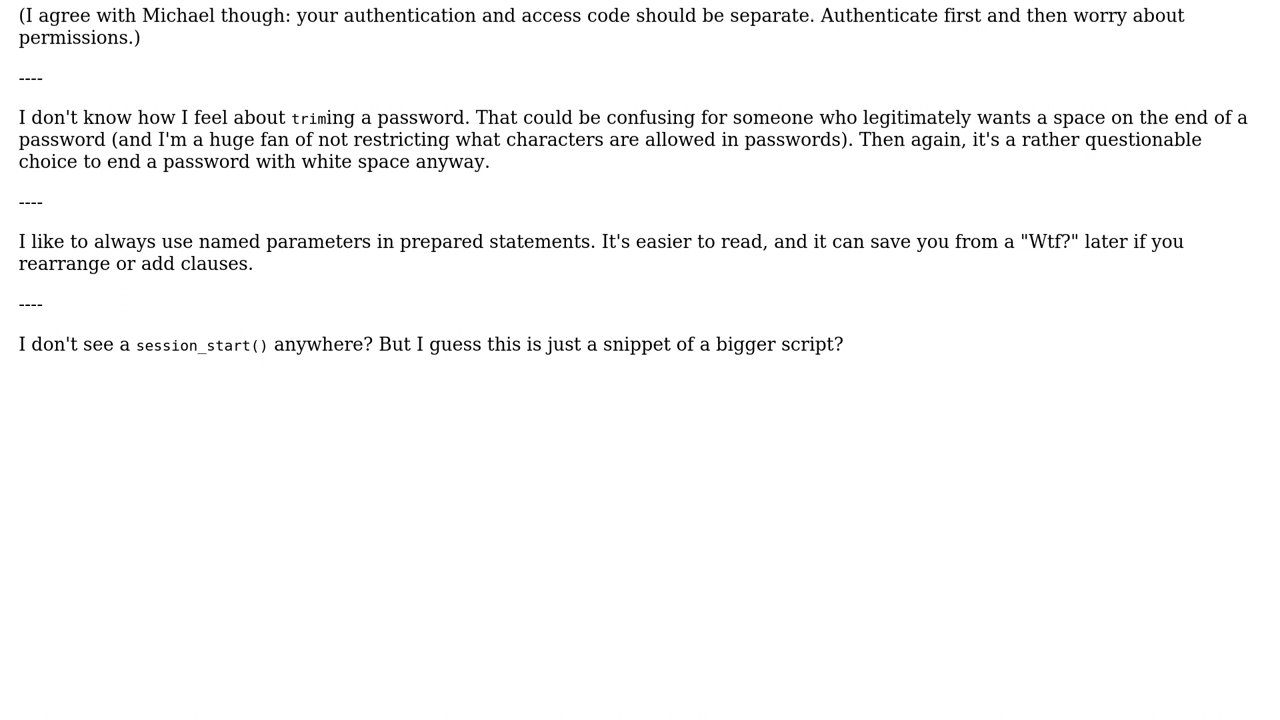 (I agree with Michael though: your authentication and access code should be separate. Authenticate first and then worry about
permissions.)
----
I don't know how I feel about triming a password. That could be confusing for someone who legitimately wants a space on the end of a
password (and I'm a huge fan of not restricting what characters are allowed in passwords). Then again, it's a rather questionable
choice to end a password with white space anyway.
----
I like to always use named parameters in prepared statements. It's easier to read, and it can save you from a "Wtf?" later if you
rearrange or add clauses.
----
I don't see a session_start() anywhere? But I guess this is just a snippet of a bigger script?